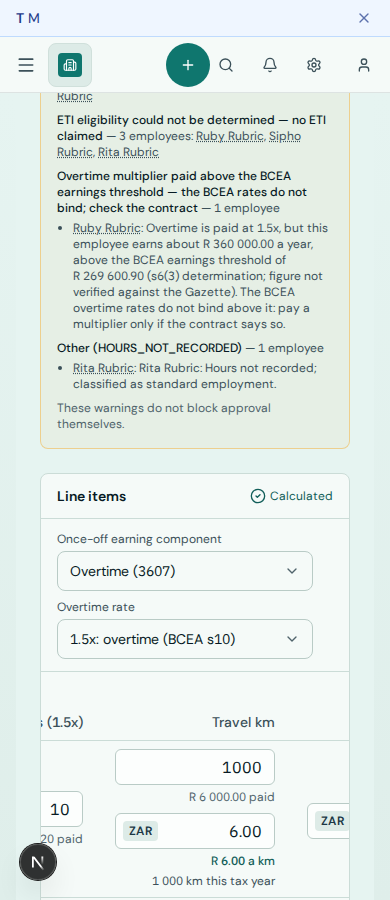 T M
Rubric
ETI eligibility could not be determined — no ETI
claimed — 3 employees: Ruby Rubric, Sipho
Rubric, Rita Rubric
Overtime multiplier paid above the BCEA
earnings threshold — the BCEA rates do not
bind; check the contract — 1 employee
• Ruby Rubric: Overtime is paid at 1.5x, but this
employee earns about R 360 000.00 a year,
above the BCEA earnings threshold of
R 269 600.90 (s6(3) determination; figure not
verified against the Gazette). The BCEA
overtime rates do not bind above it: pay a
multiplier only if the contract says so.
Other (HOURS_NOT_RECORDED) — 1 employee
• Rita Rubric: Rita Rubric: Hours not recorded;
classified as standard employment.
These warnings do not block approval
themselves.
Line items
Calculated
Once-off earning component
Overtime (3607)
Overtime rate
1.5x: overtime (BCEA s10)
s (1.5x)
Travel km
1000
R 6 000.00 paid
10
ZAR 6.00
ZAR
20 paid
R 6.00 a km
N
1 000 km this tax year